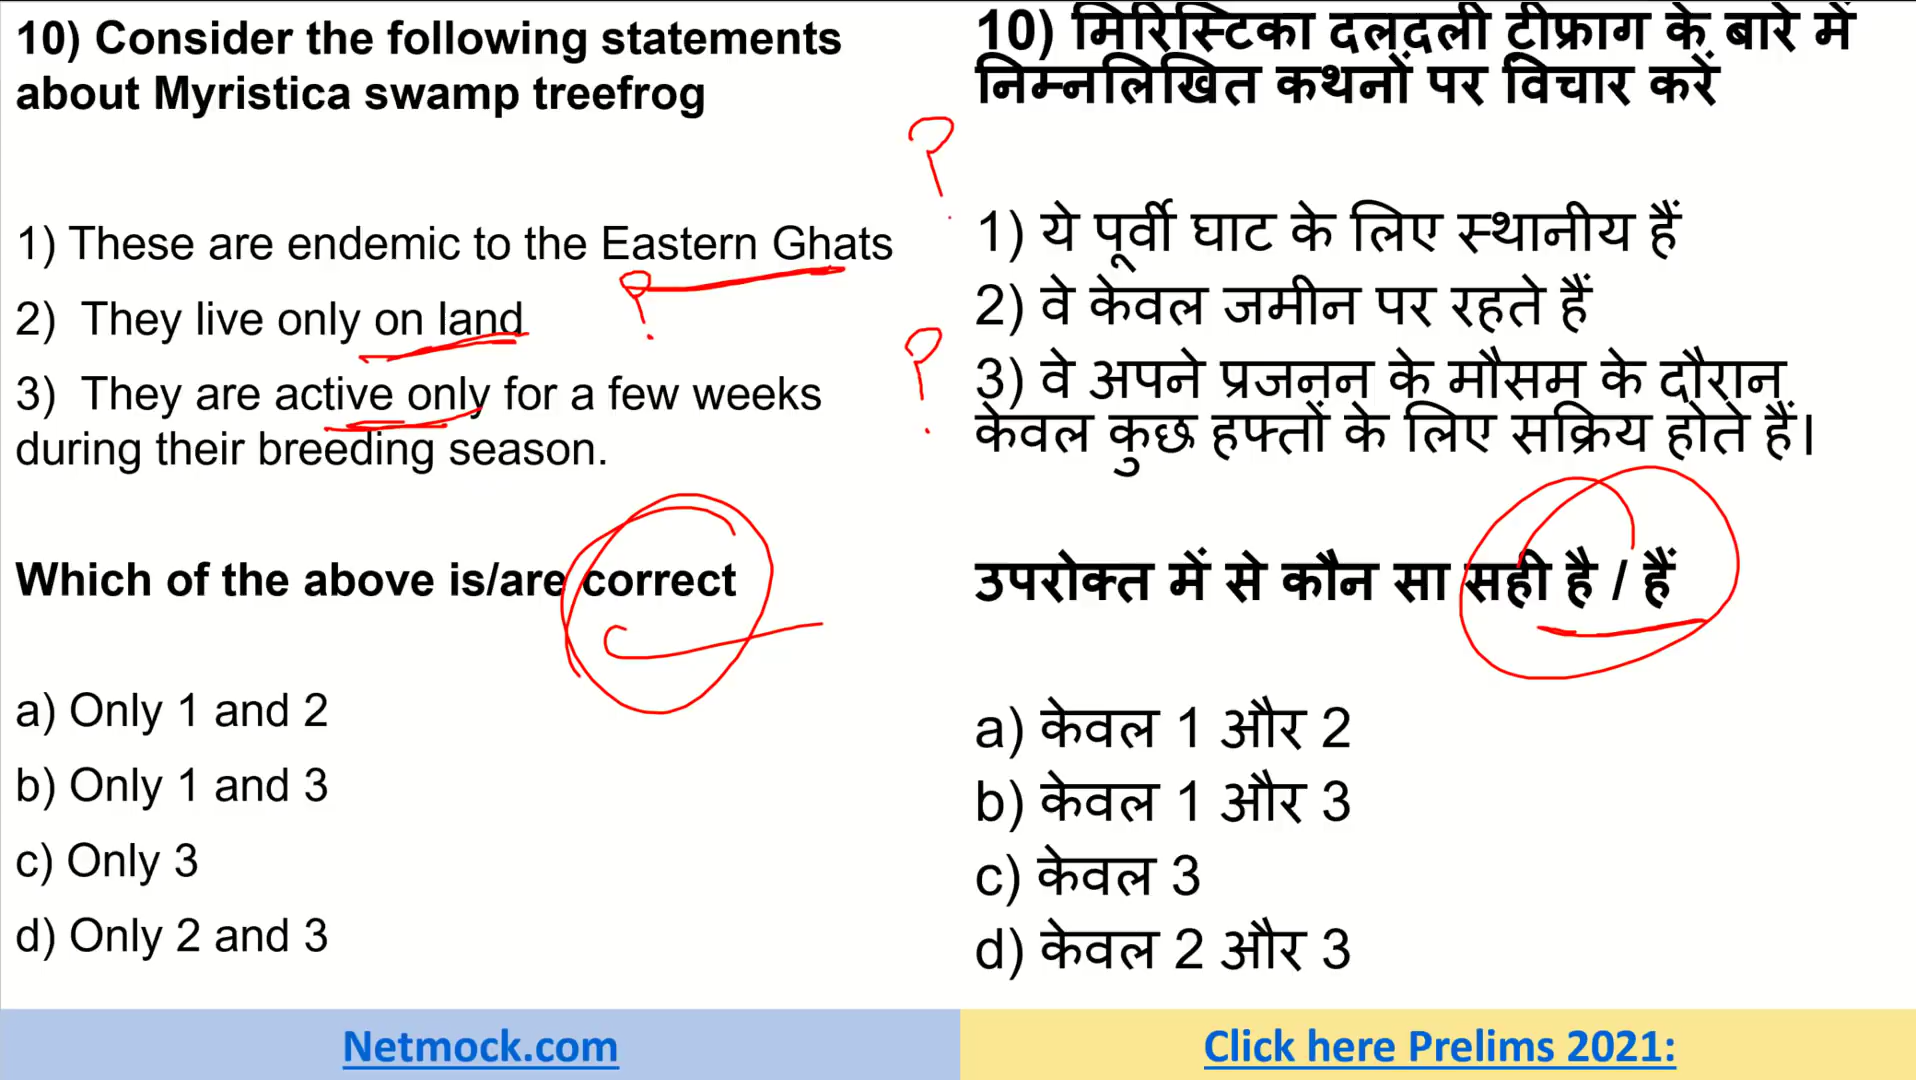 10) Consider the following statements
about Myristica swamp treefrog
1) These are endemic to the Eastern Ghats
2) They live only on land
3) They are active only for a few weeks
during their breeding season.
Which of the above is/are correct
a) Only 1 and 2
b) Only 1 and 3
c) Only 3
d) Only 2 and 3
10) मिरिस्टिका दलदली टीफ्राग के बारे में
निम्नलिखित कथनों पर विचार करें
1) ये पूर्वी घाट के लिए स्थानीय हैं
2) वे केवल जमीन पर रहते हैं
3) वे अपने प्रजनन के मौसम के दौरान
केवल कुछ हफ्तों के लिए सक्रिय होते हैं।
उपरोक्त में से कौन सा सही है / हैं
a) केवल 1 और 2
b) केवल 1 और 3
c) केवल 3
d) केवल 2 और 3
Netmock.com
Click here Prelims 2021: